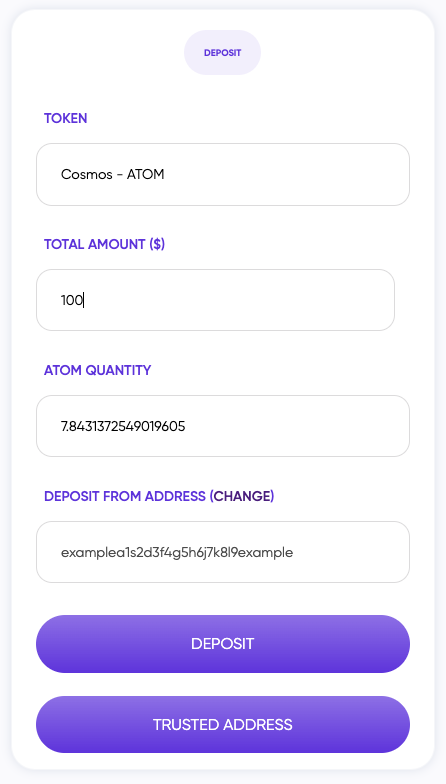 DEPOSIT
TOKEN
Cosmos - ATOM
TOTAL AMOUNT ($)
100
ATOM QUANTITY
7.8431372549019605
DEPOSIT FROM ADDRESS (CHANGE)
examplea1s2d3f4g5h6j7k8l9example
DEPOSIT
TRUSTED ADDRESS